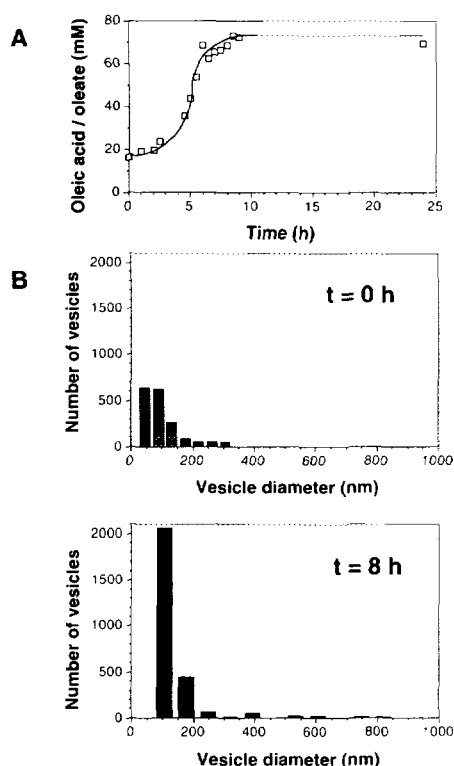 A
Oleic acid / oleate (mM)
80
60
40
20
0
0 5 10 15 20 25
Time (h)
B
Number of vesicles
2000
1500
1000
500
0
t = 0 h
0 200 400 600 800 1000
Vesicle diameter (nm)
Number of vesicles
2000
1500
1000
500
0
t = 8 h
0 200 400 600 800 1000
Vesicle diameter (nm)